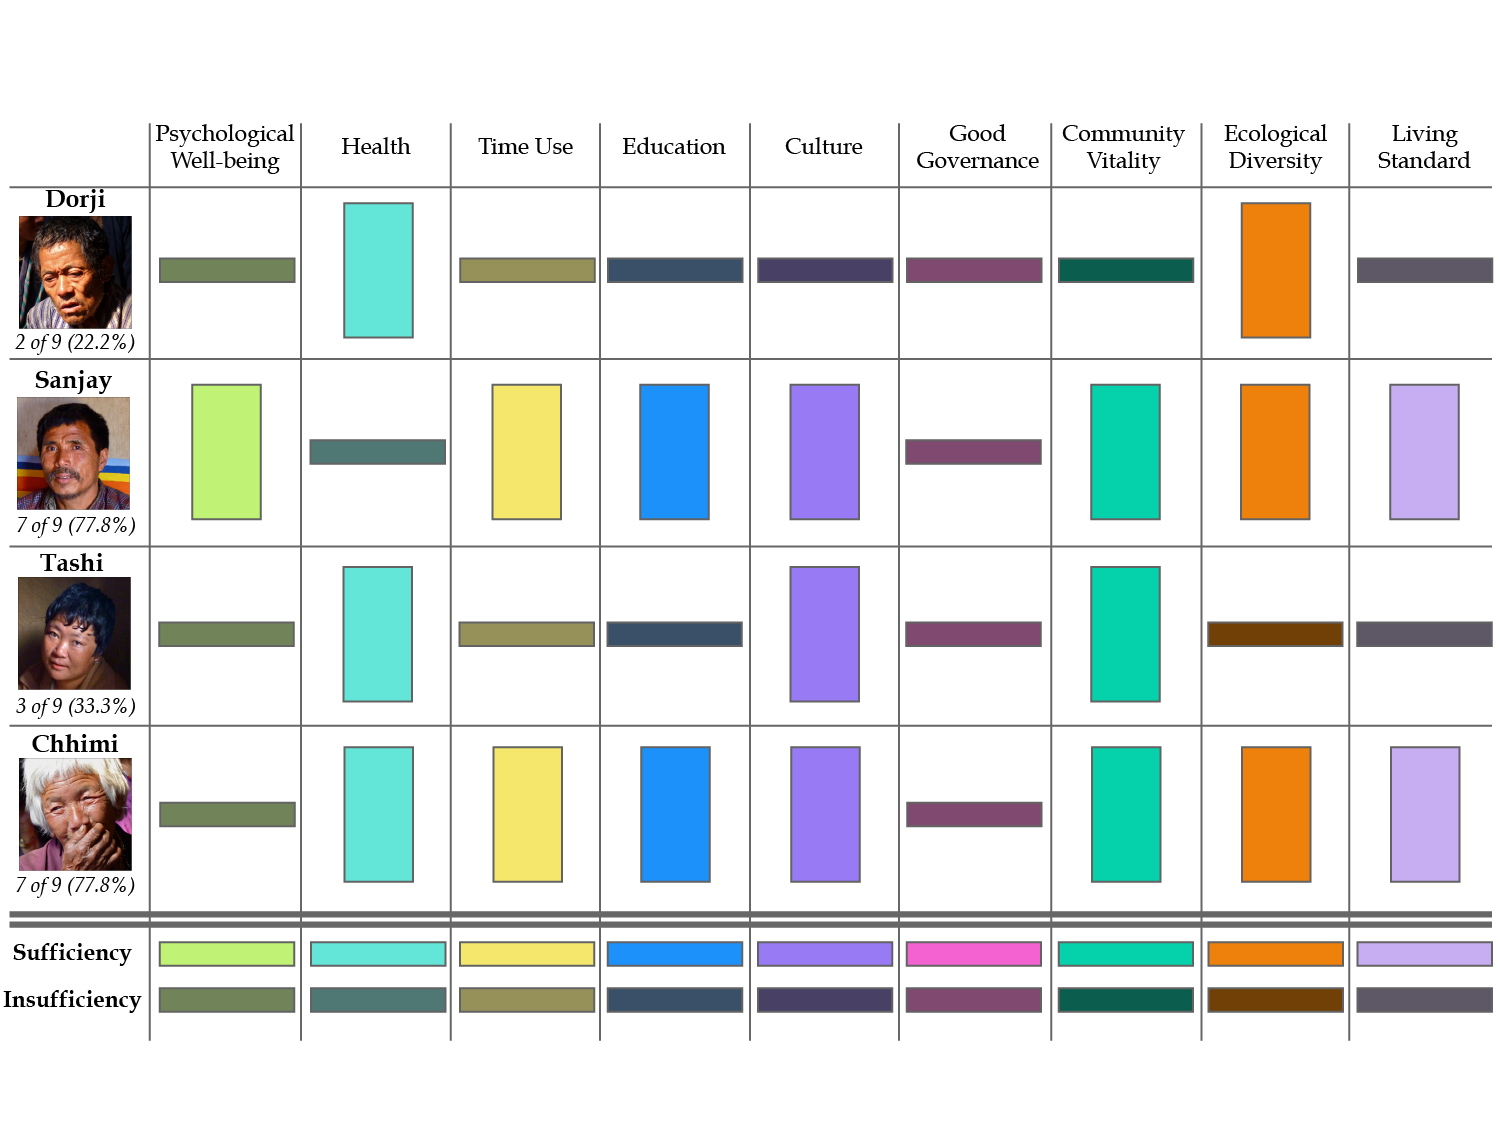 Psychological
Well-being
Health
Time Use
Education
Culture
Good
Governance
Community
Vitality
Ecological
Diversity
Living
Standard
Dorji
2 of 9 (22.2%)
Sanjay
7 of 9 (77.8%)
Tashi
3 of 9 (33.3%)
Chhimi
7 of 9 (77.8%)
Sufficiency
Insufficiency